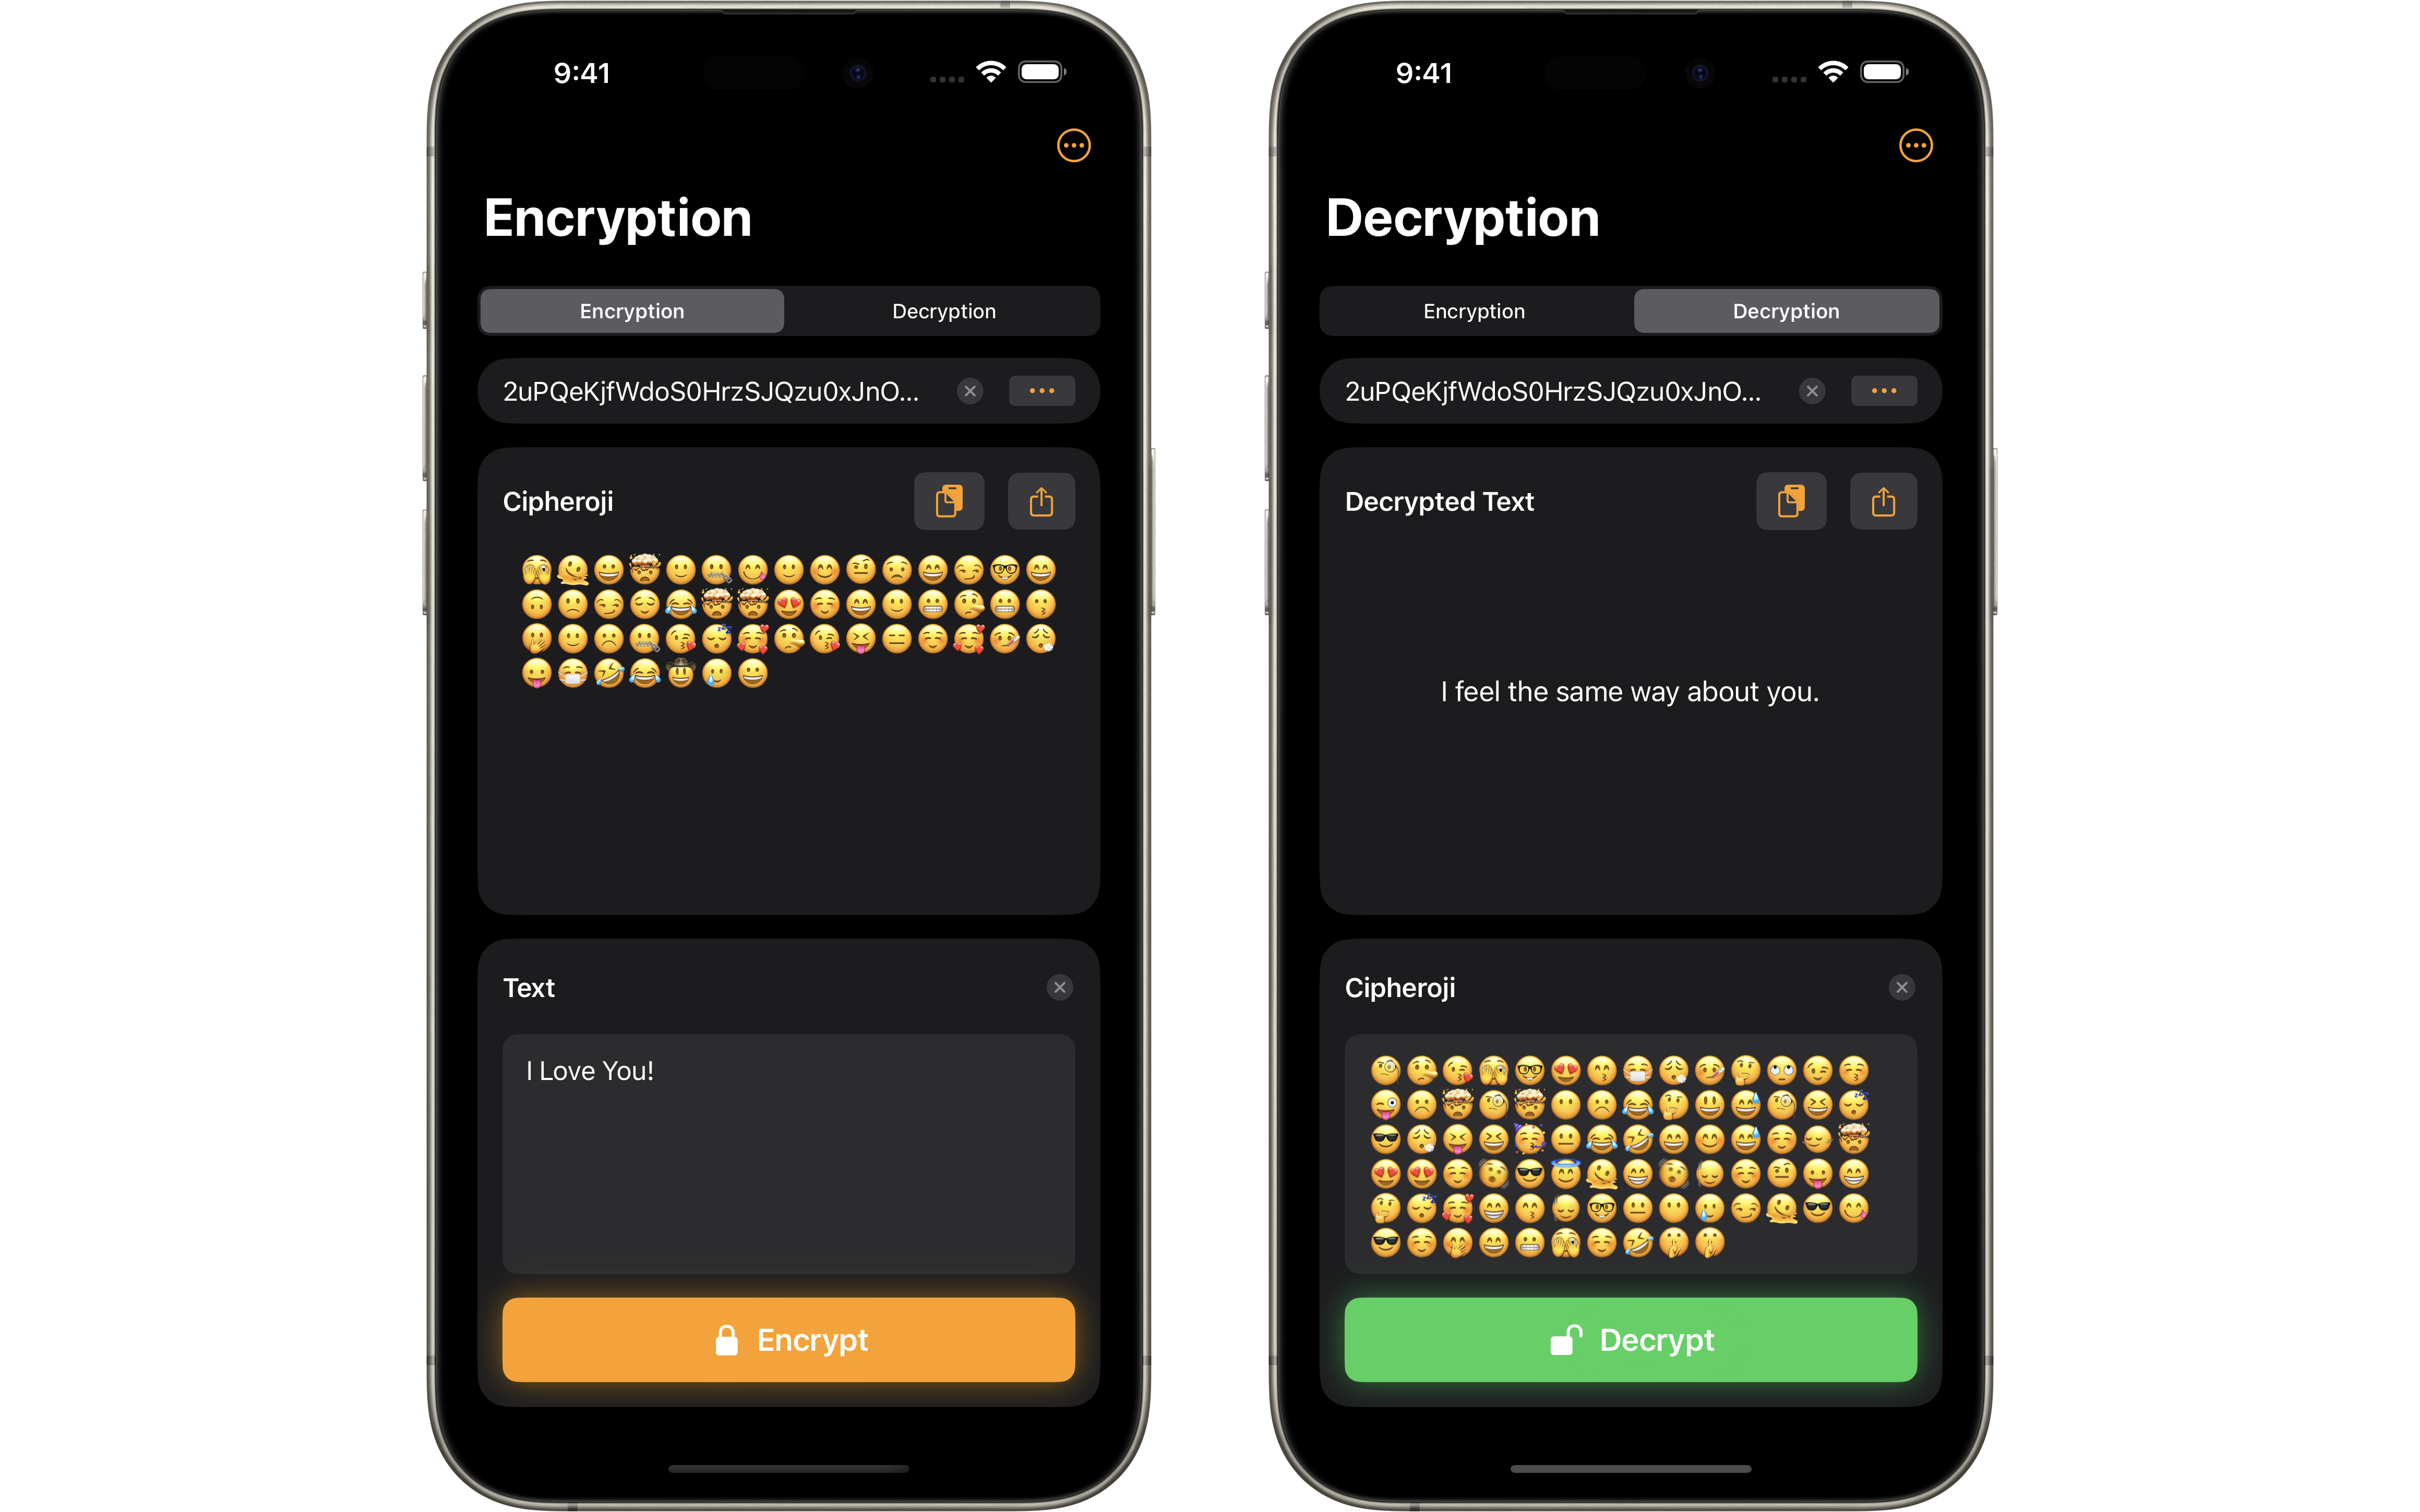 9:41
Encryption
Encryption Decryption
2uPQeKjfWdoS0HrzSJQzu0xJnO...
Cipheroji
🫣🫠😀🤯🙂🤐😋🙂😊🤨😟😄😏🤓😄
🙃🙁😏😌😂🤯🤯😍☺️😄🙂😬🤥😬😗
🫢🙂☹️🤐😘😴🥰🤥😘😝😑☺️🥰🤒😮‍💨
😛😷🤣😂🤠🥲😀
Text
I Love You!
Encrypt
9:41
Decryption
Encryption Decryption
2uPQeKjfWdoS0HrzSJQzu0xJnO...
Decrypted Text
I feel the same way about you.
Cipheroji
🧐🤥😘🫣🤓😍😙😷😮‍💨🤒🤔🙄😉😚
😜☹️🤯🧐🤯😶☹️😂🤔😃😅🧐😆😴
😎😮‍💨😝😆🥳😐😂🤣😄😊😅☺️😶‍🌫️🤯
😍😍☺️🫨😎😇🫠😁🫨🫥☺️🤨😛😁
🤔😴🥰😁😙🫥🤓😐😶🥲😏🫠😎😋
😎☺️🤭😄😬🫣☺️🤣🤫🤫
Decrypt